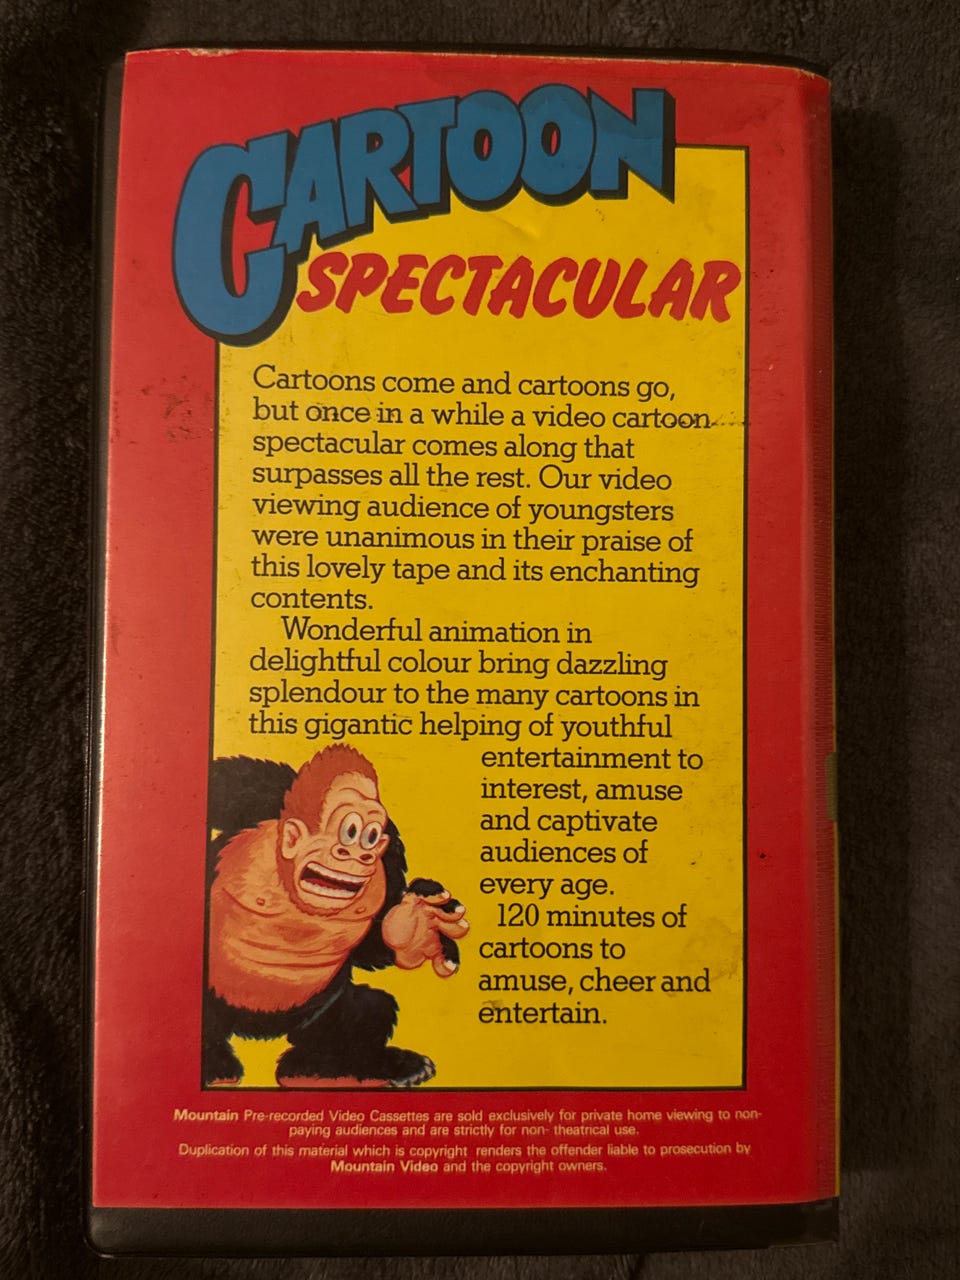 CARTOON
SPECTACULAR
Cartoons come and cartoons go,
but once in a while a video cartoon
spectacular comes along that
surpasses all the rest. Our video
viewing audience of youngsters
were unanimous in their praise of
this lovely tape and its enchanting
contents.
Wonderful animation in
delightful colour bring dazzling
splendour to the many cartoons in
this gigantic helping of youthful
entertainment to
interest, amuse
and captivate
audiences of
every age.
120 minutes of
cartoons to
amuse, cheer and
entertain.
Mountain Pre-recorded Video Cassettes are sold exclusively for private home viewing to non-
paying audiences and are strictly for non- theatrical use.
Duplication of this material which is copyright renders the offender liable to prosecution by
Mountain Video and the copyright owners.